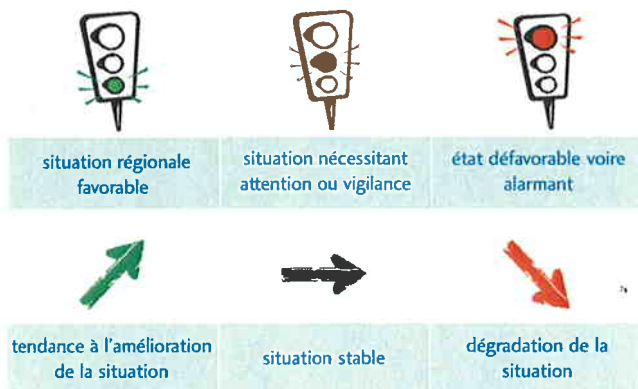 situation régionale
favorable
situation nécessitant
attention ou vigilance
état défavorable voire
alarmant
tendance à l'amélioration
de la situation
situation stable
dégradation de la
situation